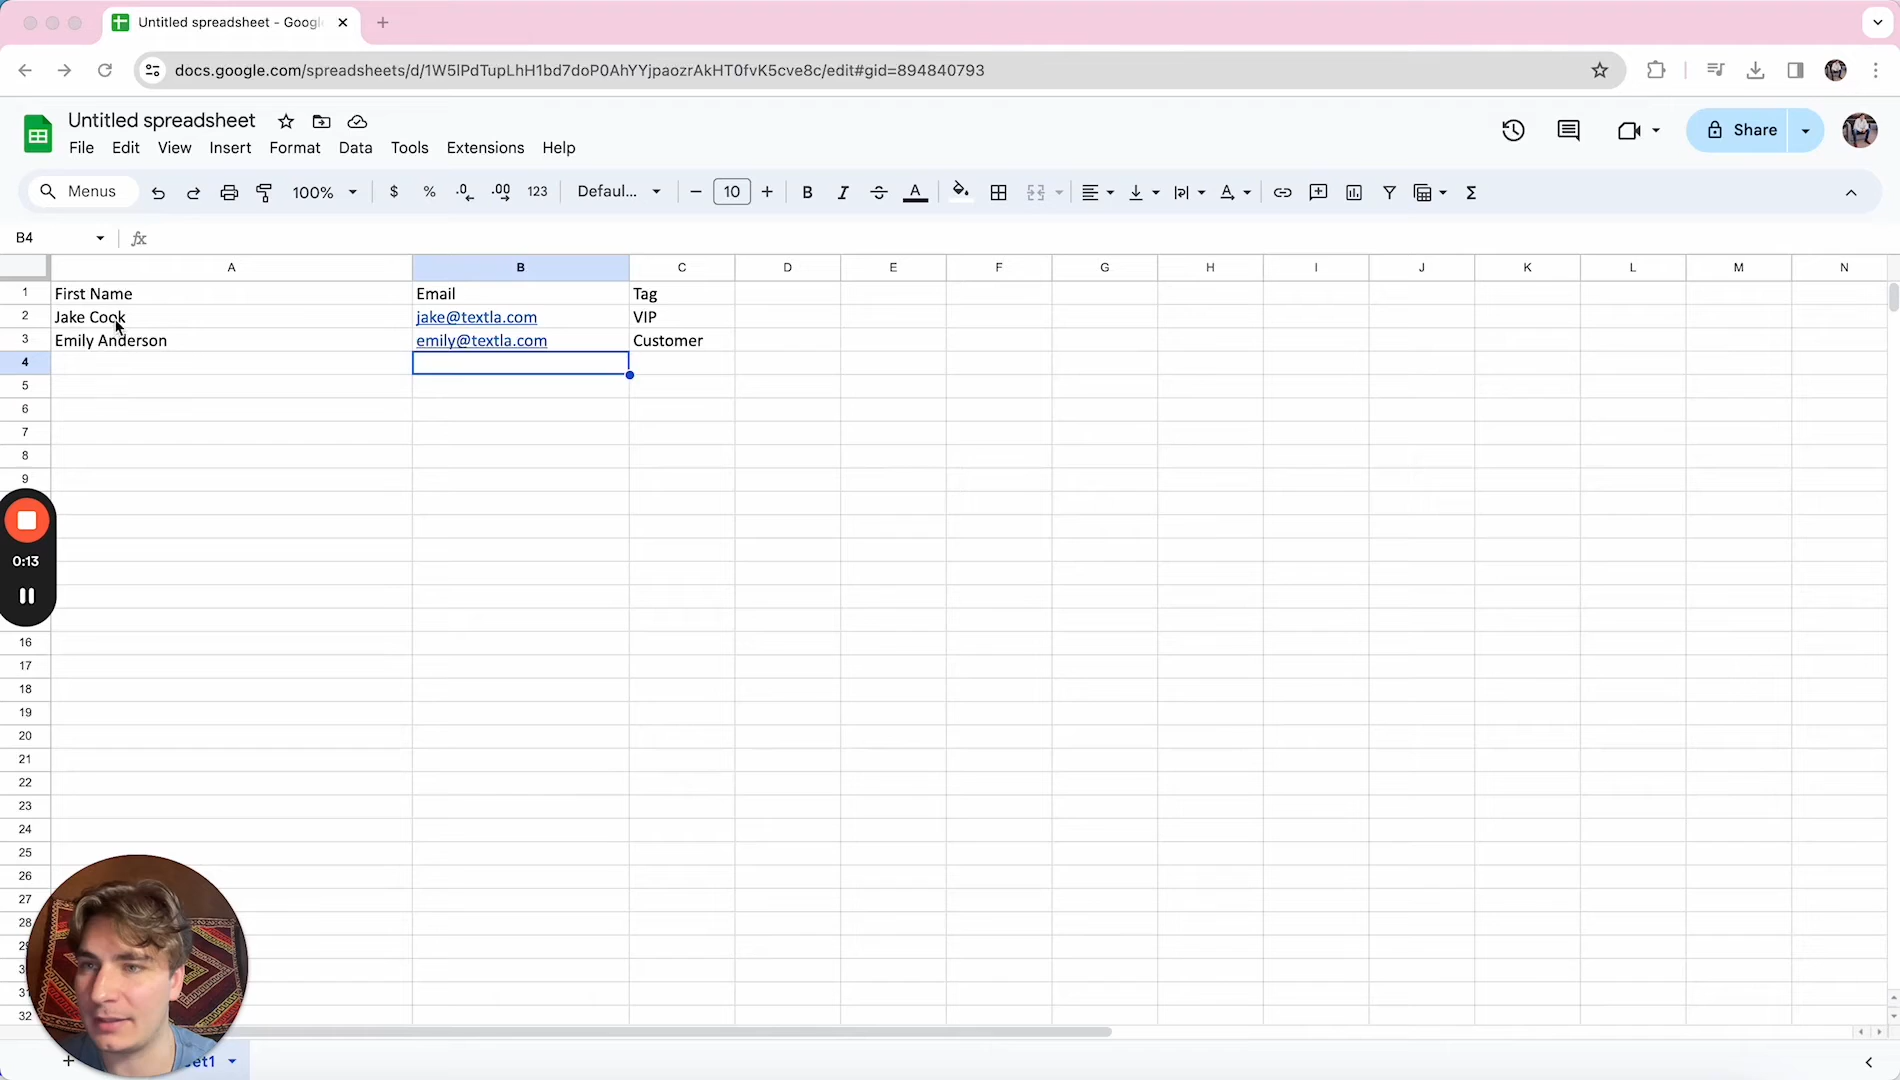 Untitled spreadsheet - Googl
docs.google.com/spreadsheets/d/1W5lPdTupLhH1bd7doP0AhYYjpaozrAkHT0fvK5cve8c/edit#gid=894840793
Untitled spreadsheet
File Edit View Insert Format Data Tools Extensions Help
Share
Menus 100% $ % .0 .00 123 Defaul... 10 B I A Σ
B4 fx
A B C D E F G H I J K L M N
1 First Name Email Tag
2 Jake Cook jake@textla.com VIP
3 Emily Anderson emily@textla.com Customer
4
5
6
7
8
9
0:13
16
17
18
19
20
21
22
23
24
25
26
27
28
32
et1